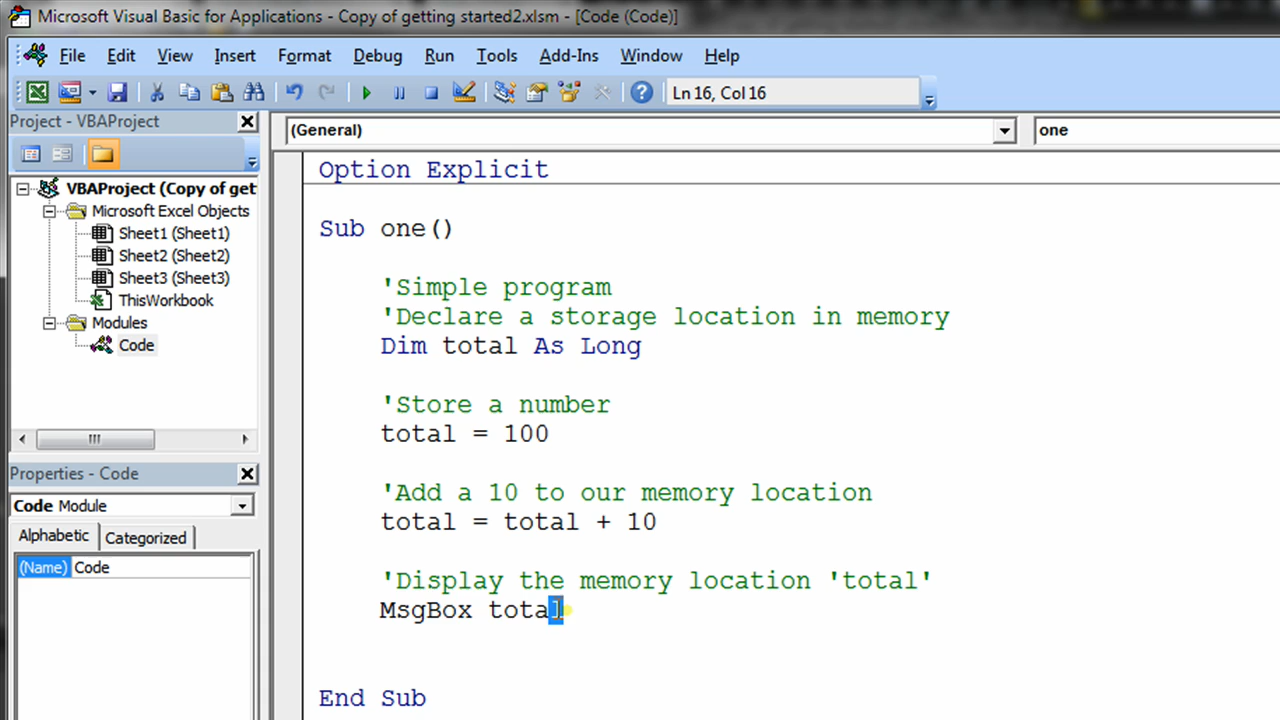 Microsoft Visual Basic for Applications - Copy of getting started2.xlsm - [Code (Code)]
File Edit View Insert Format Debug Run Tools Add-Ins Window Help
Ln 16, Col 16
Project - VBAProject
(General)
one
VBAProject (Copy of get
Microsoft Excel Objects
Sheet1 (Sheet1)
Sheet2 (Sheet2)
Sheet3 (Sheet3)
ThisWorkbook
Modules
Code
Properties - Code
Code Module
Alphabetic Categorized
(Name) Code
Option Explicit
Sub one()
'Simple program
'Declare a storage location in memory
Dim total As Long
'Store a number
total = 100
'Add a 10 to our memory location
total = total + 10
'Display the memory location 'total'
MsgBox total
End Sub